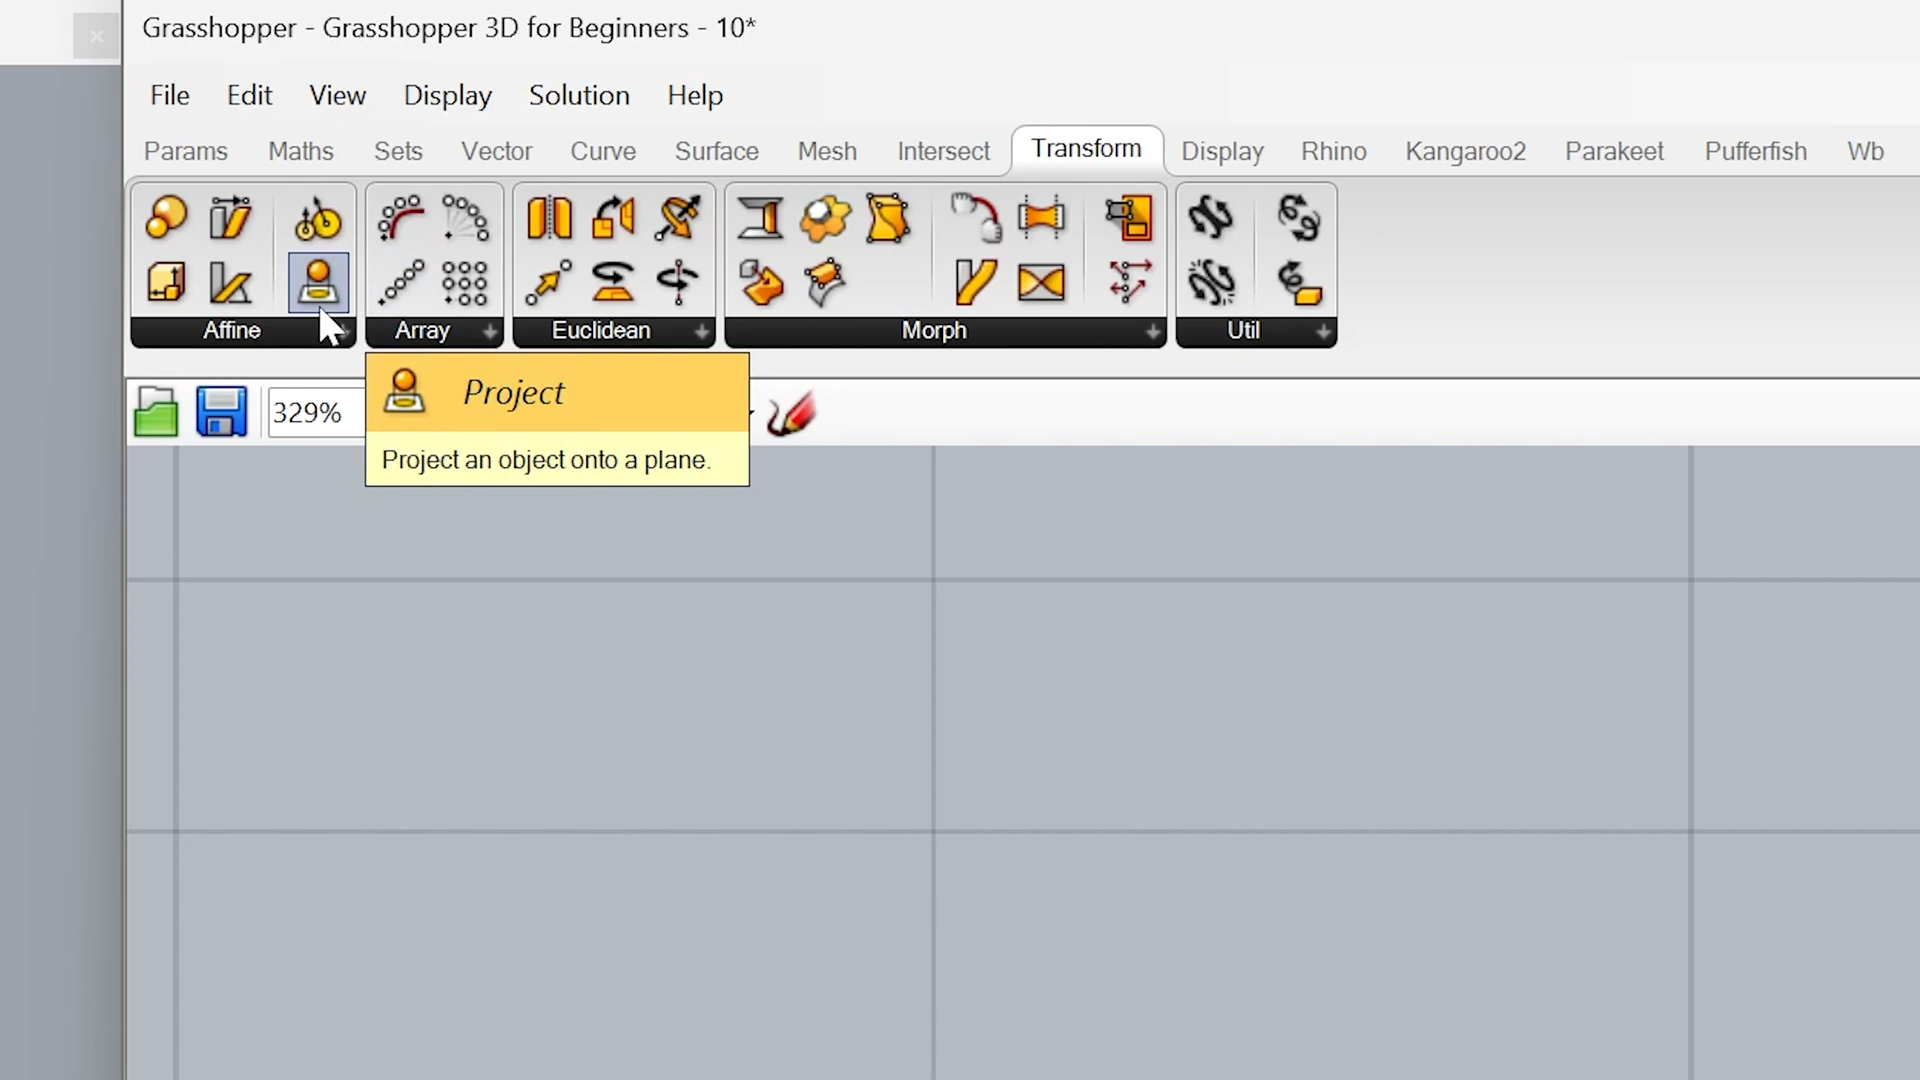 Grasshopper - Grasshopper 3D for Beginners - 10*
File Edit View Display Solution Help
Params Maths Sets Vector Curve Surface Mesh Intersect Transform Display Rhino Kangaroo2 Parakeet Pufferfish Wb
Affine Array Euclidean Morph Util
329%
Project
Project an object onto a plane.